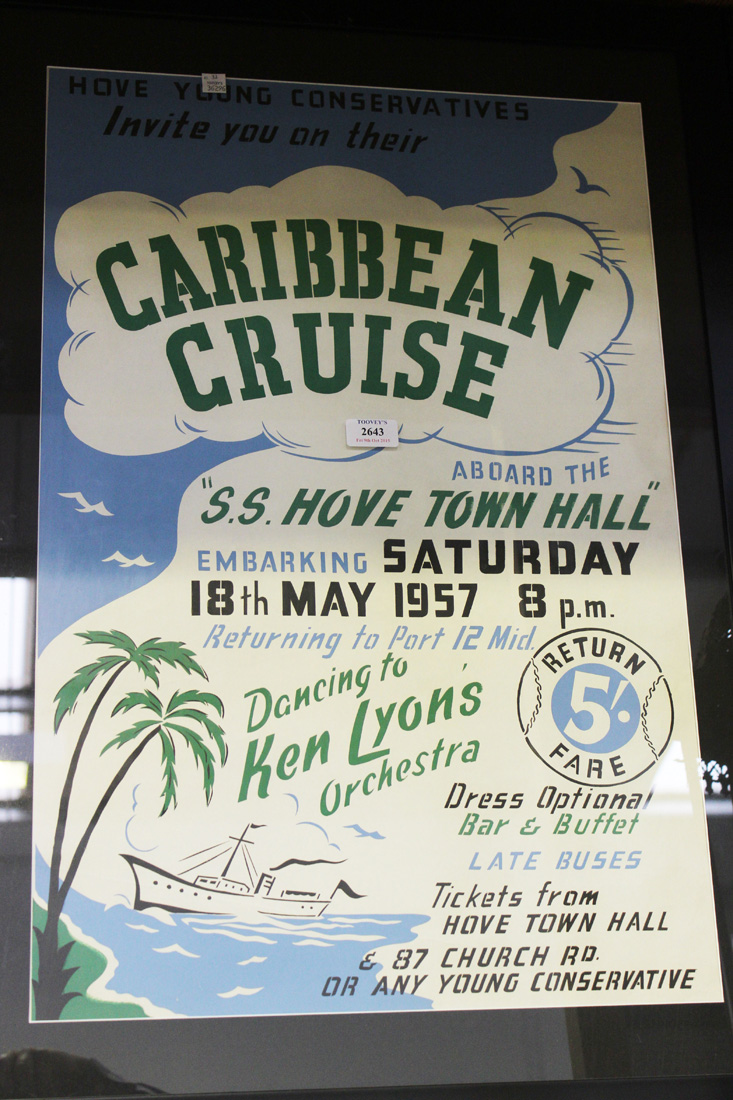 HOVE YOUNG CONSERVATIVES
Invite you on their
CARIBBEAN
CRUISE
TOOVEY'S
2643
ABOARD THE
"S.S. HOVE TOWN HALL"
EMBARKING SATURDAY
18th MAY 1957 8 p.m.
Returning to Port 12 Mid.
Dancing to
Ken Lyon's
Orchestra
RETURN
5/-
FARE
Dress Optional
Bar & Buffet
LATE BUSES
Tickets from
HOVE TOWN HALL
& 87 CHURCH RD.
OR ANY YOUNG CONSERVATIVE